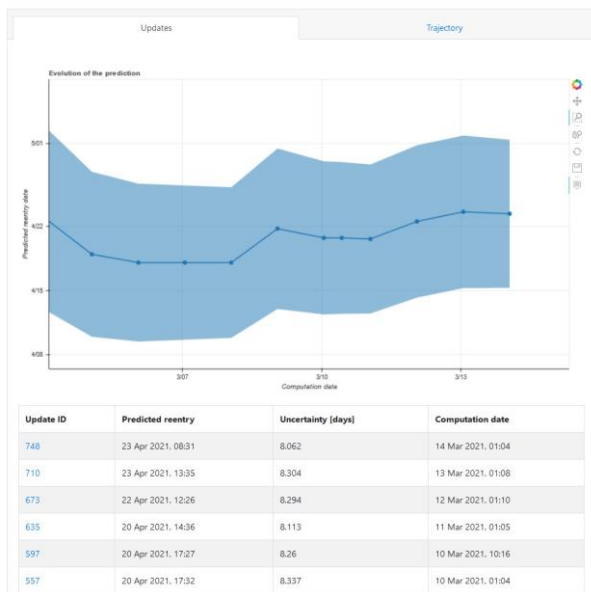 Updates
Trajectory
Evolution of the prediction
5/01
4/22
4/15
4/08
Predicted reentry date
3/07
3/10
3/13
Computation date
Update ID Predicted reentry Uncertainty [days] Computation date
748 23 Apr 2021, 08:31 8.062 14 Mar 2021, 01:04
710 23 Apr 2021, 13:35 8.304 13 Mar 2021, 01:08
673 22 Apr 2021, 12:26 8.294 12 Mar 2021, 01:10
635 20 Apr 2021, 14:36 8.113 11 Mar 2021, 01:05
597 20 Apr 2021, 17:27 8.26 10 Mar 2021, 10:16
557 20 Apr 2021, 17:32 8.337 10 Mar 2021, 01:04